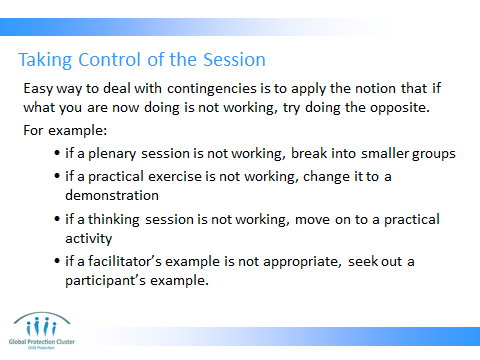 Taking Control of the Session
Easy way to deal with contingencies is to apply the notion that if
what you are now doing is not working, try doing the opposite.
For example:
• if a plenary session is not working, break into smaller groups
• if a practical exercise is not working, change it to a
demonstration
• if a thinking session is not working, move on to a practical
activity
• if a facilitator’s example is not appropriate, seek out a
participant’s example.
Global Protection Cluster
Child Protection